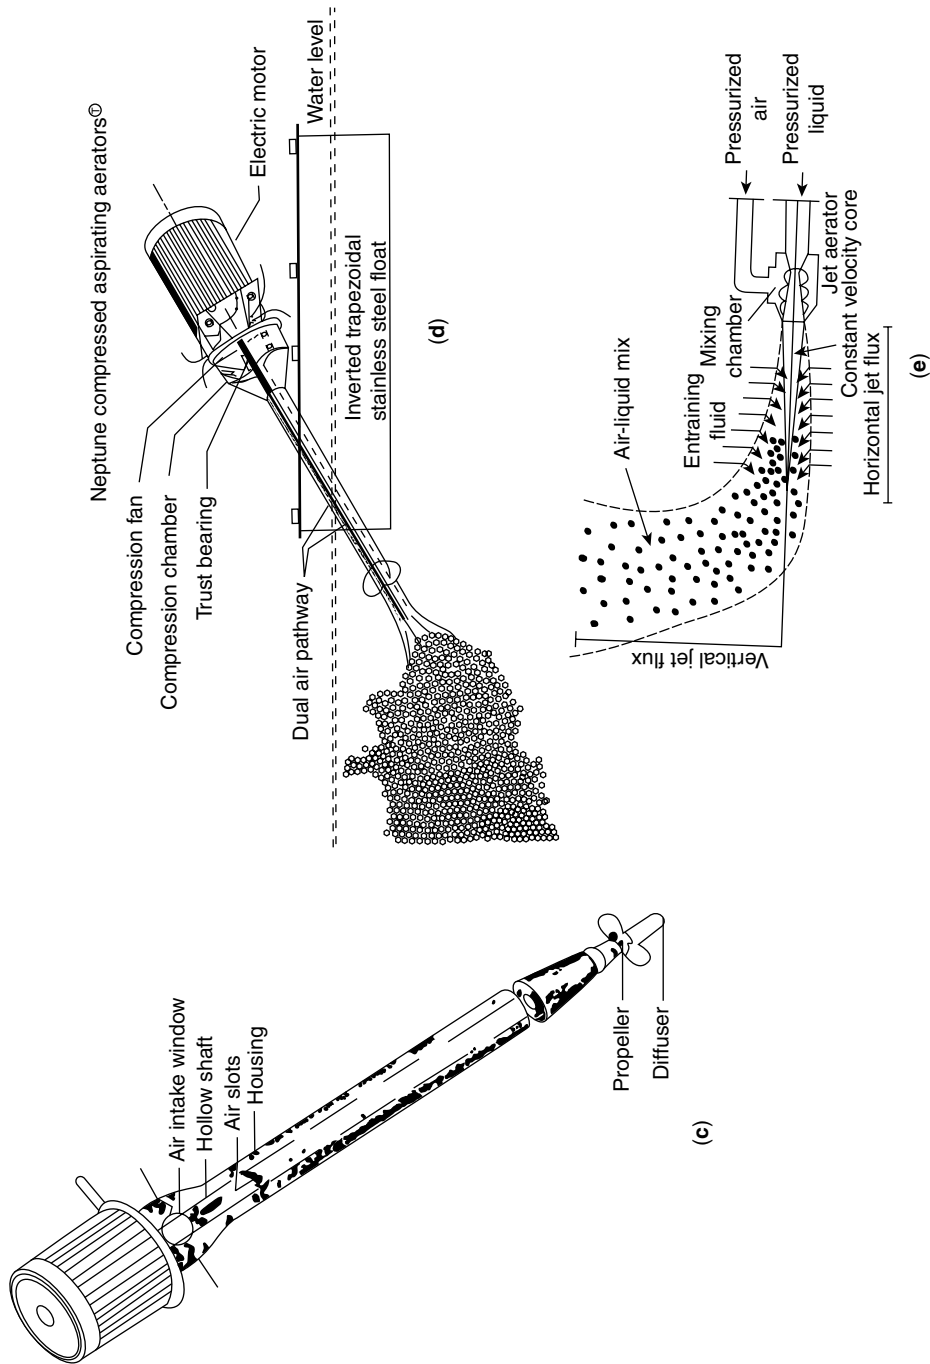 Air intake window
Hollow shaft
Air slots
Housing
Propeller
Diffuser
(c)
Neptune compressed aspirating aerators Ⓣ
Compression fan
Compression chamber
Trust bearing
Electric motor
Dual air pathway
Water level
Inverted trapezoidal
stainless steel float
(d)
Pressurized
air
Pressurized
liquid
Air-liquid mix
Entraining
fluid
Mixing
chamber
Jet aerator
Constant velocity core
Horizontal jet flux
Vertical jet flux
(e)